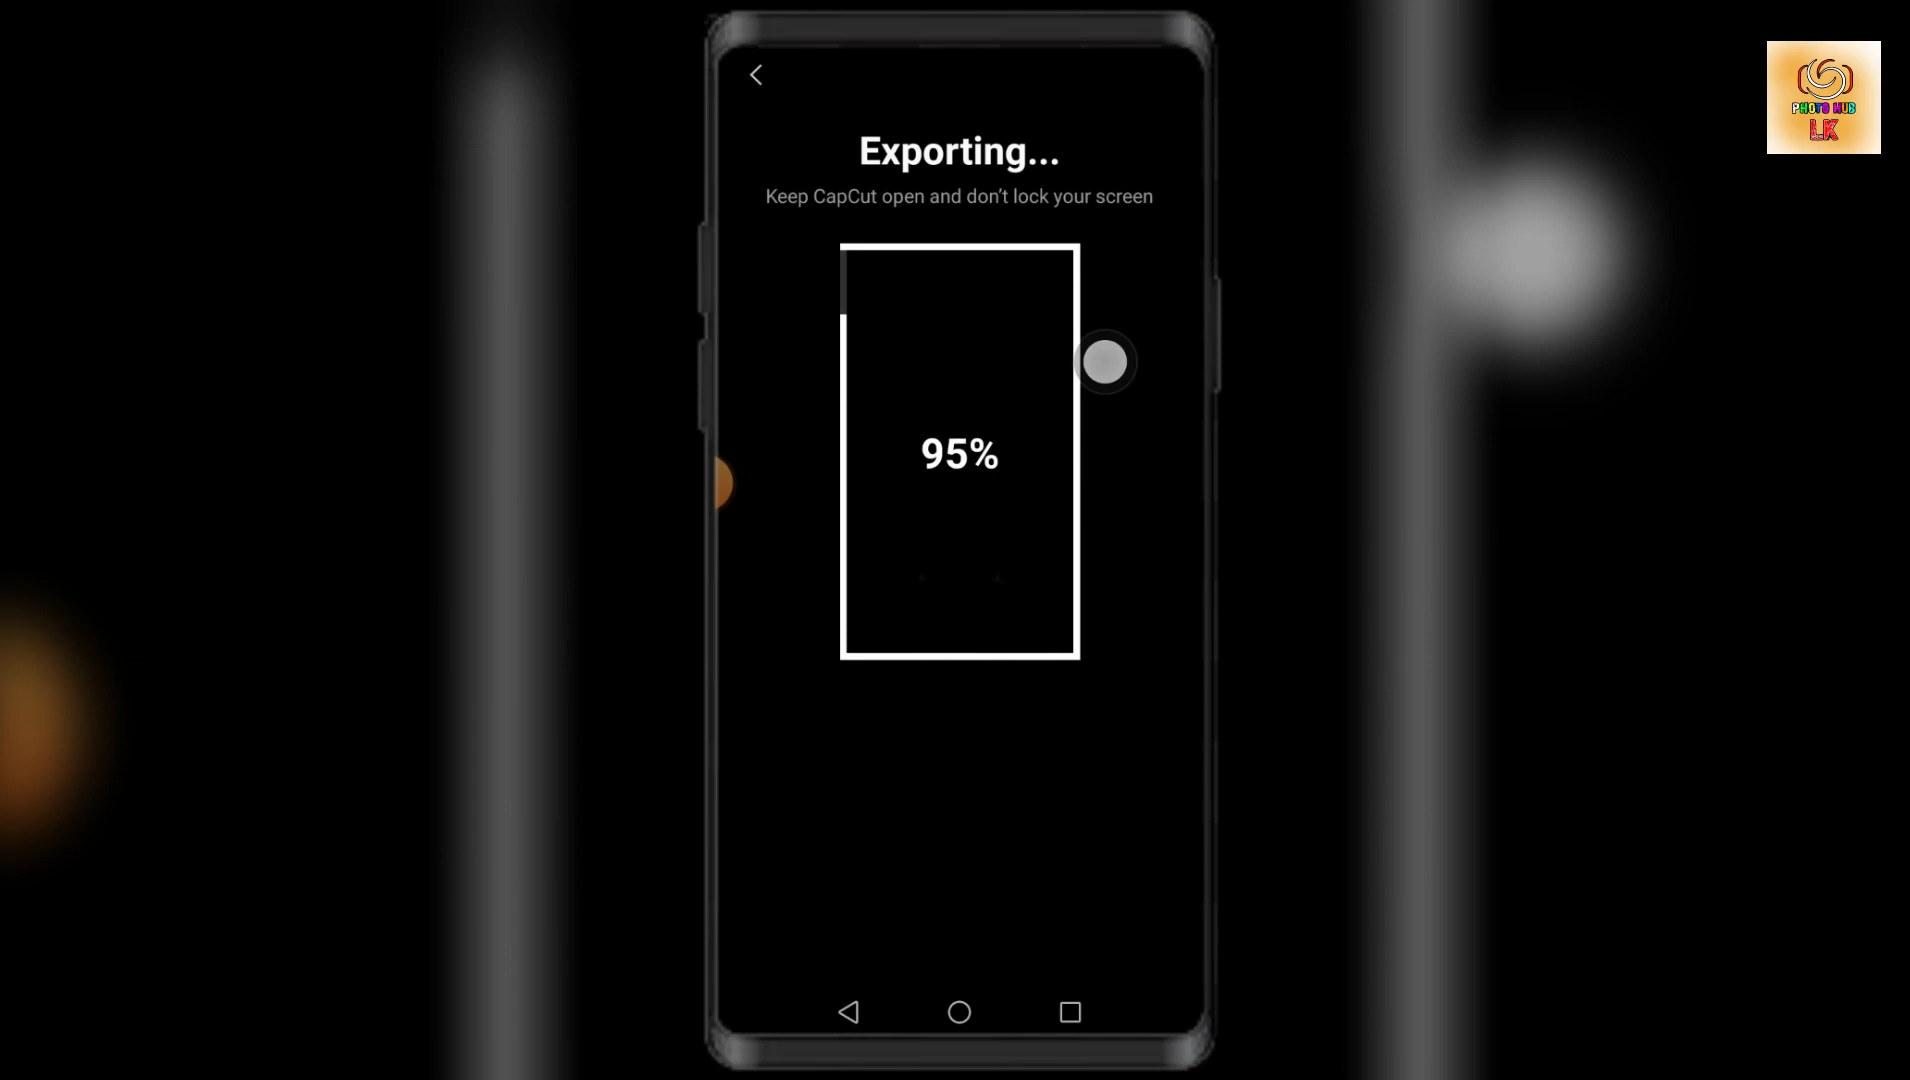 Exporting...
Keep CapCut open and don't lock your screen
95%
PHOTO HUB
LK